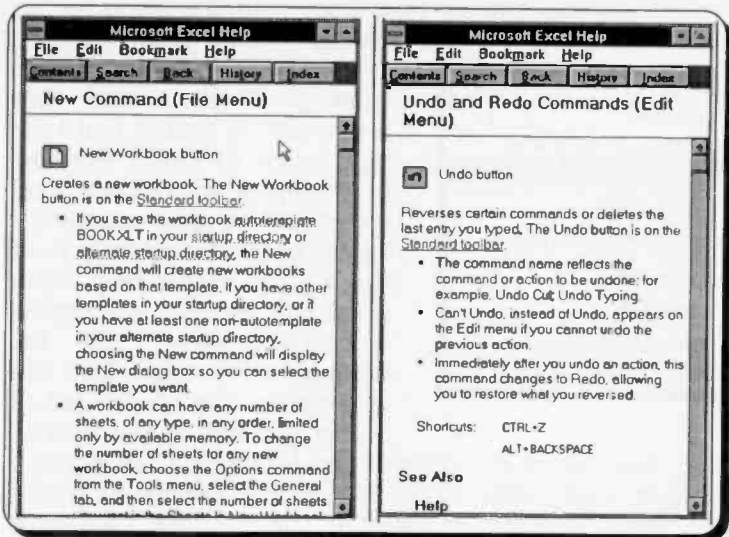 Microsoft Excel Help
File Edit Bookmark Help
Contents Search Back History Index
New Command (File Menu)
New Workbook button
Creates a new workbook. The New Workbook
button is on the Standard toolbar.
• If you save the workbook autotemplate
BOOK.XLT in your startup directory or
alternate startup directory, the New
command will create new workbooks
based on that template. If you have other
templates in your startup directory, or if
you have at least one non-autotemplate
in your alternate startup directory,
choosing the New command will display
the New dialog box so you can select the
template you want.
• A workbook can have any number of
sheets, of any type, in any order, limited
only by available memory. To change
the number of sheets for any new
workbook, choose the Options command
from the Tools menu, select the General
tab, and then select the number of sheets
you want in the Sheets In New Workbook
Microsoft Excel Help
File Edit Bookmark Help
Contents Search Back History Index
Undo and Redo Commands (Edit
Menu)
Undo button
Reverses certain commands or deletes the
last entry you typed. The Undo button is on the
Standard toolbar.
• The command name reflects the
command or action to be undone: for
example, Undo Cut, Undo Typing.
• Can't Undo, instead of Undo, appears on
the Edit menu if you cannot undo the
previous action.
• Immediately after you undo an action, this
command changes to Redo, allowing
you to restore what you reversed.
Shortcuts: CTRL+Z
ALT+BACKSPACE
See Also
Help